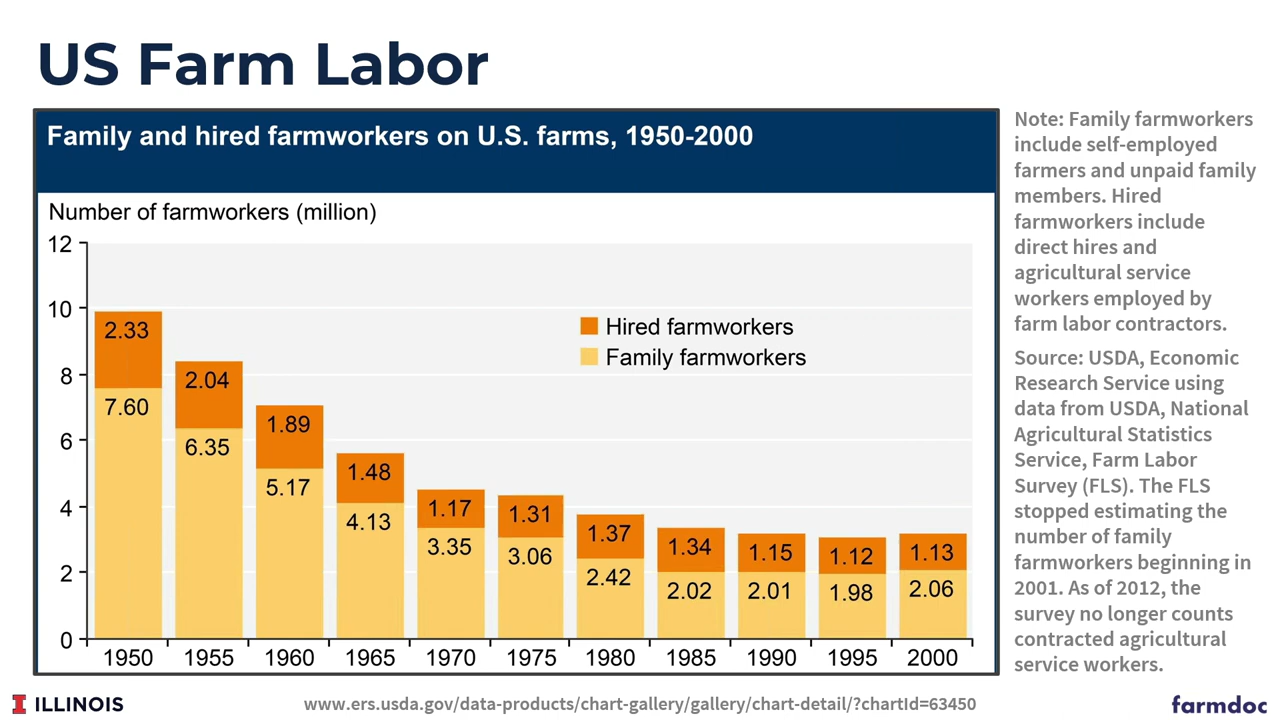 US Farm Labor
Family and hired farmworkers on U.S. farms, 1950-2000
Number of farmworkers (million)
12
10
8
6
4
2
0
Hired farmworkers
Family farmworkers
2.33
7.60
2.04
6.35
1.89
5.17
1.48
4.13
1.17
3.35
1.31
3.06
1.37
2.42
1.34
2.02
1.15
2.01
1.12
1.98
1.13
2.06
1950 1955 1960 1965 1970 1975 1980 1985 1990 1995 2000
Note: Family farmworkers
include self-employed
farmers and unpaid family
members. Hired
farmworkers include
direct hires and
agricultural service
workers employed by
farm labor contractors.
Source: USDA, Economic
Research Service using
data from USDA, National
Agricultural Statistics
Service, Farm Labor
Survey (FLS). The FLS
stopped estimating the
number of family
farmworkers beginning in
2001. As of 2012, the
survey no longer counts
contracted agricultural
service workers.
I ILLINOIS
www.ers.usda.gov/data-products/chart-gallery/gallery/chart-detail/?chartId=63450
farmdoc